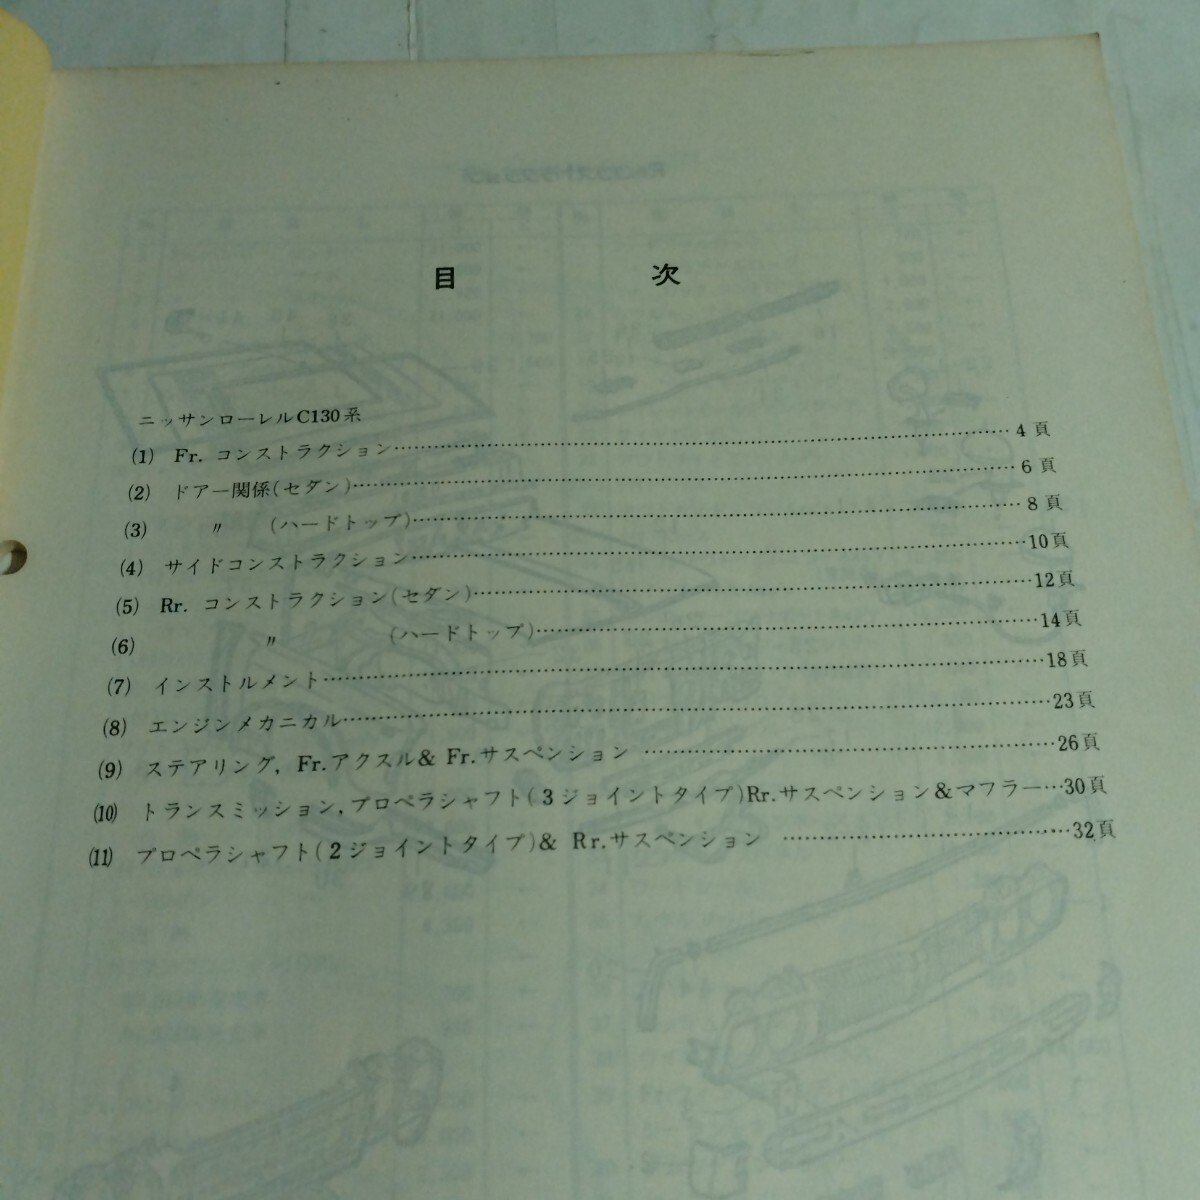 目 次
ニッサンローレルC130系
(1) Fr. コンストラクション…………4頁
(2) ドアー関係(セダン)…………6頁
(3) 〃 (ハードトップ)…………8頁
(4) サイドコンストラクション…………10頁
(5) Rr. コンストラクション(セダン)…………12頁
(6) 〃 (ハードトップ)…………14頁
(7) インストルメント…………18頁
(8) エンジンメカニカル…………23頁
(9) ステアリング, Fr.アクスル& Fr.サスペンション …………26頁
(10) トランスミッション,プロペラシャフト(3ジョイントタイプ)Rr.サスペンション&マフラー…30頁
(11) プロペラシャフト(2ジョイントタイプ)& Rr.サスペンション …………32頁